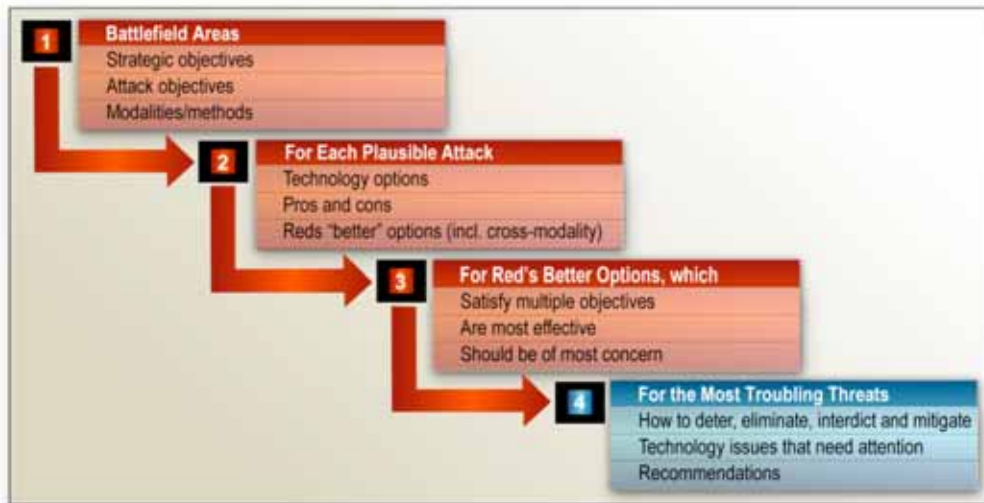 1
Battlefield Areas
Strategic objectives
Attack objectives
Modalities/methods
2
For Each Plausible Attack
Technology options
Pros and cons
Reds "better" options (incl. cross-modality)
3
For Red's Better Options, which
Satisfy multiple objectives
Are most effective
Should be of most concern
4
For the Most Troubling Threats
How to deter, eliminate, interdict and mitigate
Technology issues that need attention
Recommendations